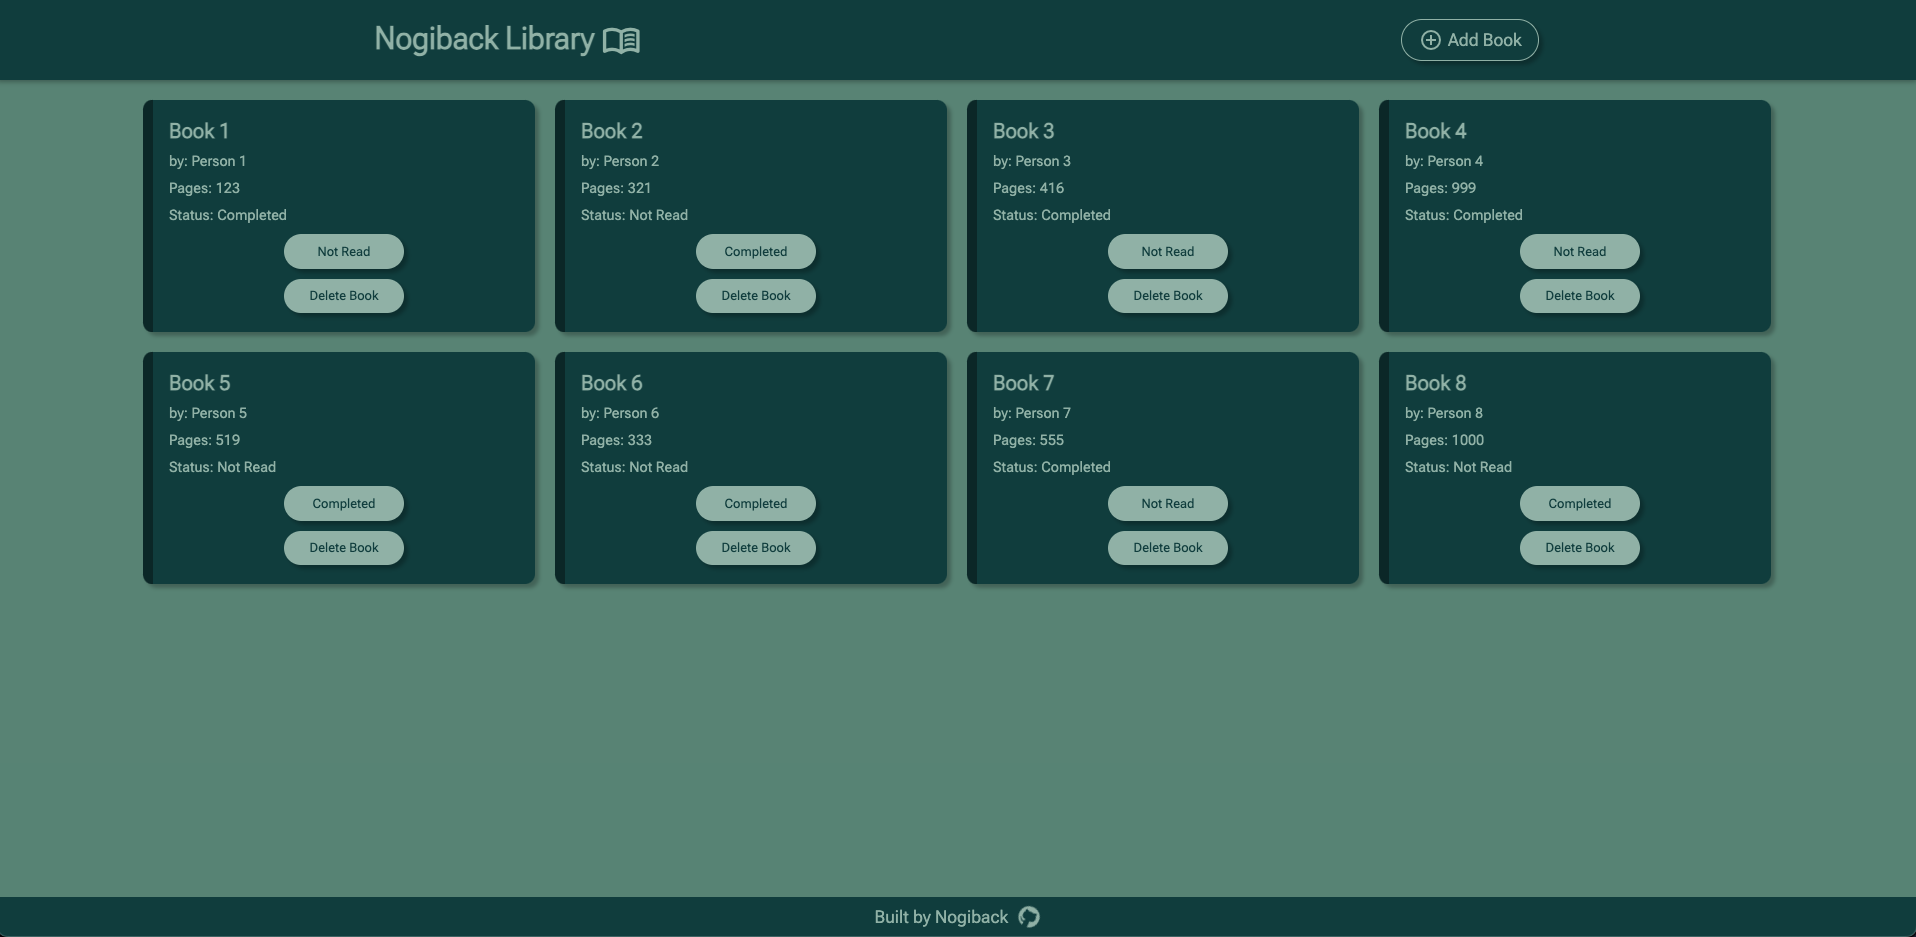 Nogiback Library
Add Book
Book 1
by: Person 1
Pages: 123
Status: Completed
Not Read
Delete Book
Book 2
by: Person 2
Pages: 321
Status: Not Read
Completed
Delete Book
Book 3
by: Person 3
Pages: 416
Status: Completed
Not Read
Delete Book
Book 4
by: Person 4
Pages: 999
Status: Completed
Not Read
Delete Book
Book 5
by: Person 5
Pages: 519
Status: Not Read
Completed
Delete Book
Book 6
by: Person 6
Pages: 333
Status: Not Read
Completed
Delete Book
Book 7
by: Person 7
Pages: 555
Status: Completed
Not Read
Delete Book
Book 8
by: Person 8
Pages: 1000
Status: Not Read
Completed
Delete Book
Built by Nogiback